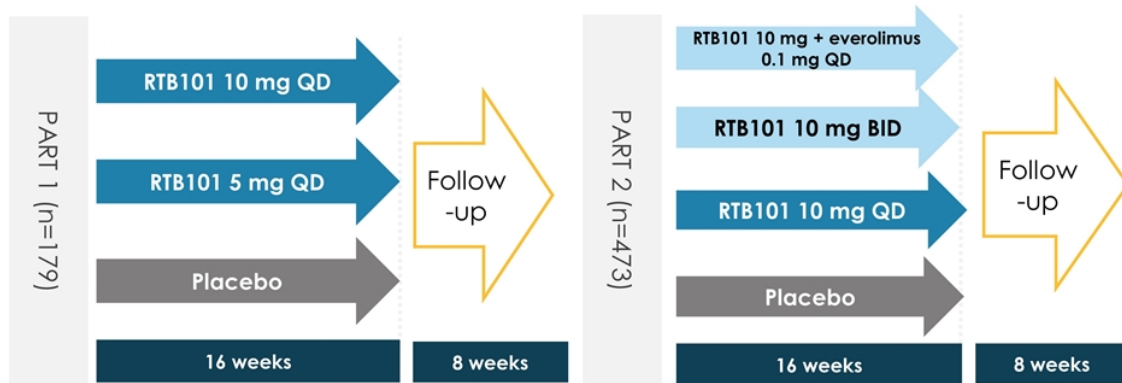 PART 1 (n=179)
RTB101 10 mg QD
RTB101 5 mg QD
Placebo
Follow
-up
16 weeks
8 weeks
PART 2 (n=473)
RTB101 10 mg + everolimus
0.1 mg QD
RTB101 10 mg BID
RTB101 10 mg QD
Placebo
Follow
-up
16 weeks
8 weeks